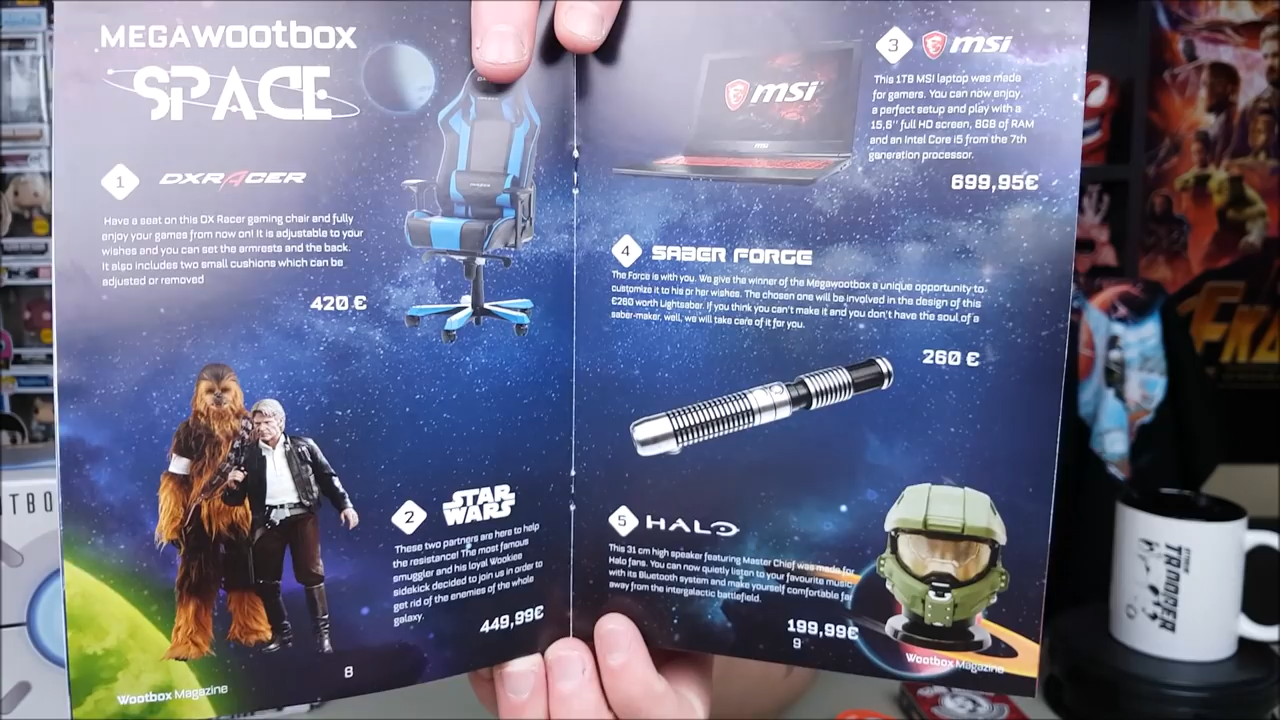 MEGAWOOTBOX
SPACE
1 DXRACER
Have a seat on this DX Racer gaming chair and fully
enjoy your games from now on! It is adjustable to your
wishes and you can set the armrests and the back.
It also includes two small cushions which can be
adjusted or removed
420 €
2 STAR
WARS
These two partners are here to help
the resistance! The most famous
smuggler and his loyal Wookiee
sidekick decided to join us in order to
get rid of the enemies of the whole
galaxy.
449,99€
8
Wootbox Magazine
msi
msi
3 msi
This 1TB MSI laptop was made
for gamers. You can now enjoy,
a perfect setup and play with a
15,6'' full HD screen, 8GB of RAM
and an Intel Core i5 from the 7th
generation processor.
699,95€
4 SABER FORGE
The Force is with you. We give the winner of the Megawootbox a unique opportunity to
customize it to his or her wishes. The chosen one will be involved in the design of this
€260 worth Lightsaber. If you think you can't make it and you don't have the soul of a
saber-maker, well, we will take care of it for you.
260 €
5 HALO
This 31 cm high speaker featuring Master Chief was made for
Halo fans. You can now quietly listen to your favourite music
with its Bluetooth system and make yourself comfortable far
away from the intergalactic battlefield.
199,99€
9
Wootbox Magazine